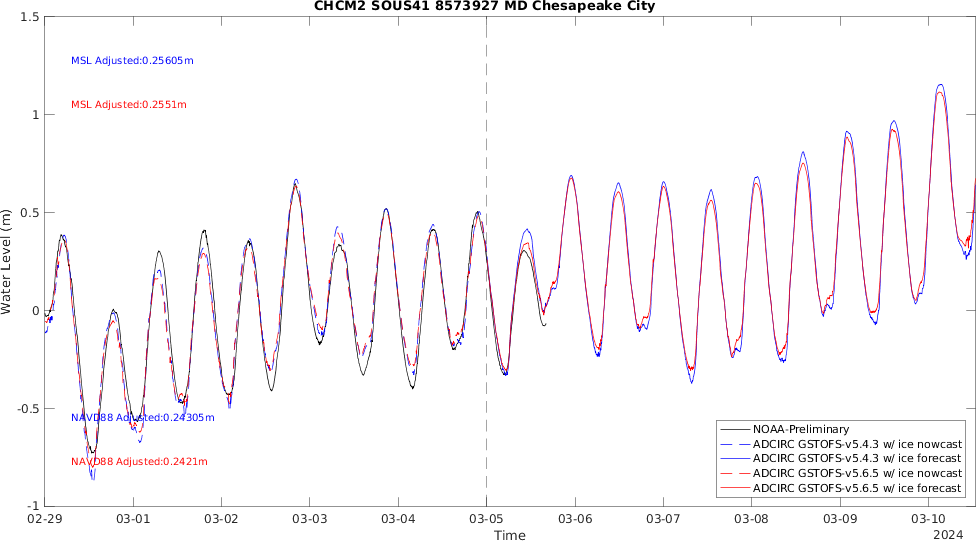 CHCM2 SOUS41 8573927 MD Chesapeake City
1.5
MSL Adjusted:0.25605m
MSL Adjusted:0.2551m
1
0.5
Water Level (m)
0
-0.5
NAVD88 Adjusted:0.24305m
NAVD88 Adjusted:0.2421m
-1
NOAA-Preliminary
ADCIRC GSTOFS-v5.4.3 w/ ice nowcast
ADCIRC GSTOFS-v5.4.3 w/ ice forecast
ADCIRC GSTOFS-v5.6.5 w/ ice nowcast
ADCIRC GSTOFS-v5.6.5 w/ ice forecast
02-29 03-01 03-02 03-03 03-04 03-05 03-06 03-07 03-08 03-09 03-10
Time
2024